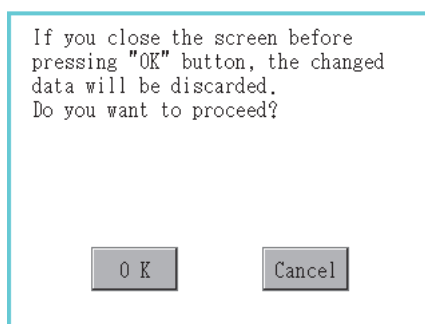 If you close the screen before
pressing "OK" button, the changed
data will be discarded.
Do you want to proceed?
O K
Cancel